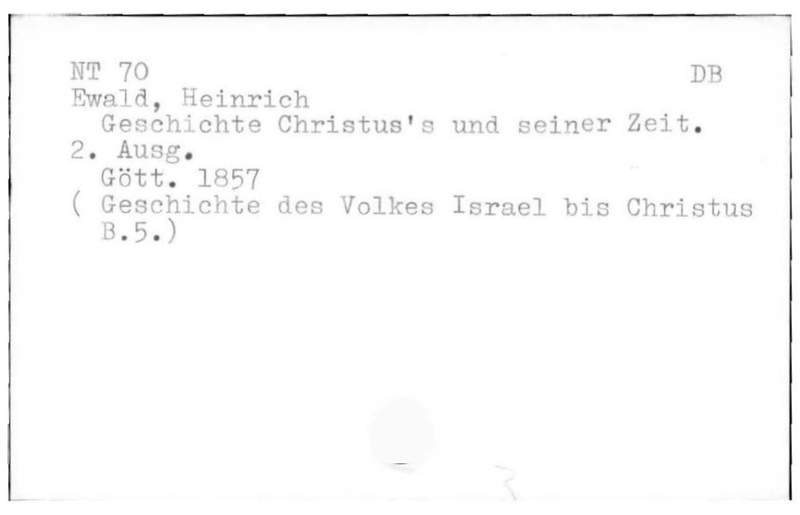 NT 70 DB
Ewald, Heinrich
Geschichte Christus's und seiner Zeit.
2. Ausg.
Gött. 1857
( Geschichte des Volkes Israel bis Christus
B.5.)